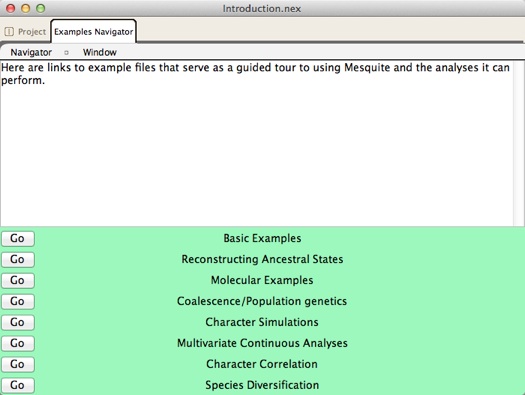 Introduction.nex
Project
Examples Navigator
Navigator Window
Here are links to example files that serve as a guided tour to using Mesquite and the analyses it can
perform.
Go Basic Examples
Go Reconstructing Ancestral States
Go Molecular Examples
Go Coalescence/Population genetics
Go Character Simulations
Go Multivariate Continuous Analyses
Go Character Correlation
Go Species Diversification